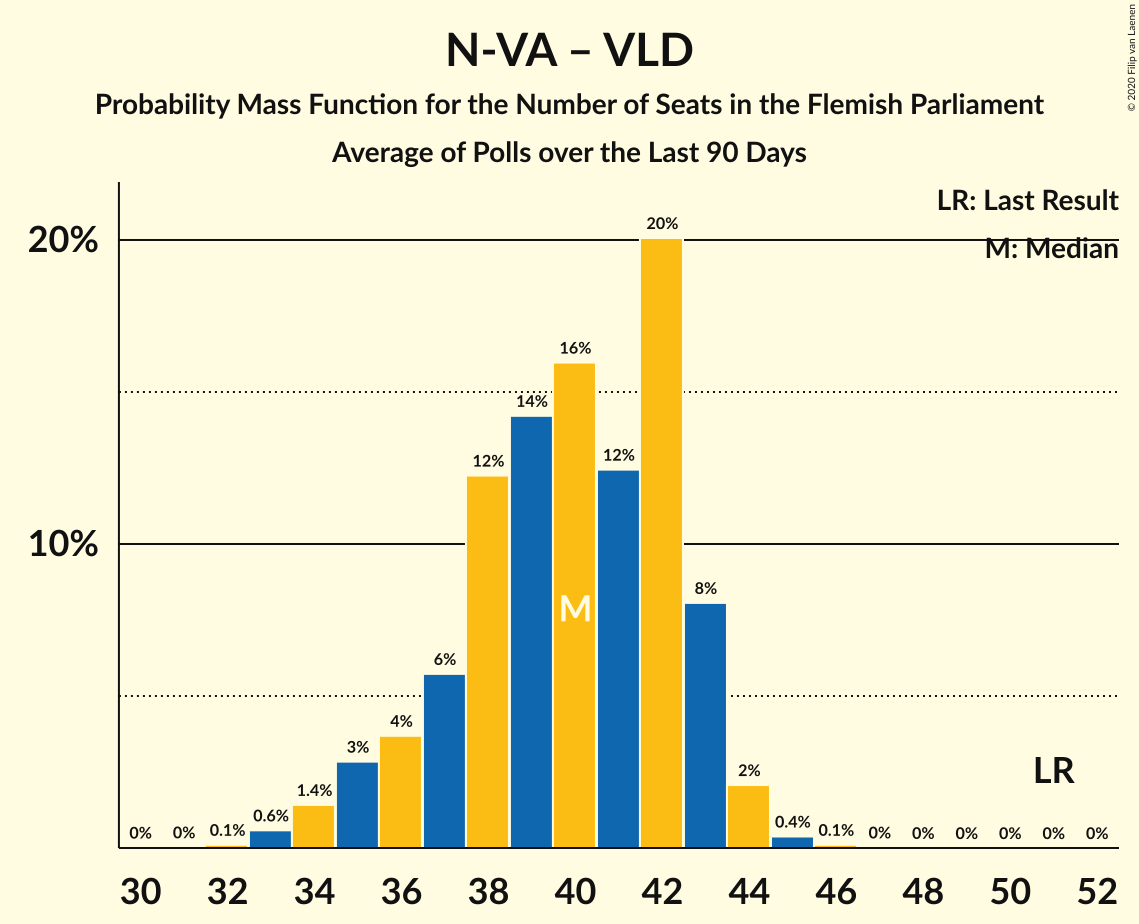 N-VA – VLD
Probability Mass Function for the Number of Seats in the Flemish Parliament
Average of Polls over the Last 90 Days
© 2020 Filip van Laenen
LR: Last Result
M: Median
20%
10%
0% 0% 0.1% 0.6% 1.4% 3% 4% 6% 12% 14% 16% 12% 20% 8% 2% 0.4% 0.1% 0% 0% 0% 0% 0% 0%
M
LR
30 32 34 36 38 40 42 44 46 48 50 52